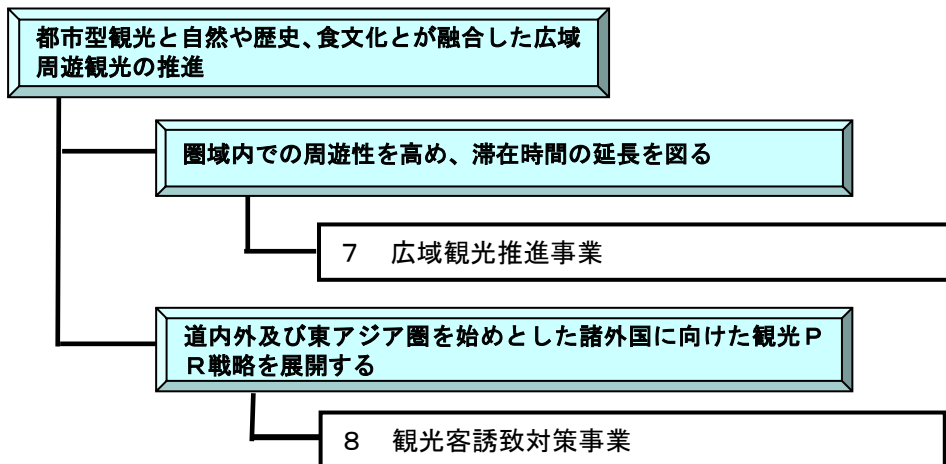 都市型観光と自然や歴史、食文化とが融合した広域
周遊観光の推進
圏域内での周遊性を高め、滞在時間の延長を図る
７　広域観光推進事業
道内外及び東アジア圏を始めとした諸外国に向けた観光Ｐ
Ｒ戦略を展開する
８　観光客誘致対策事業